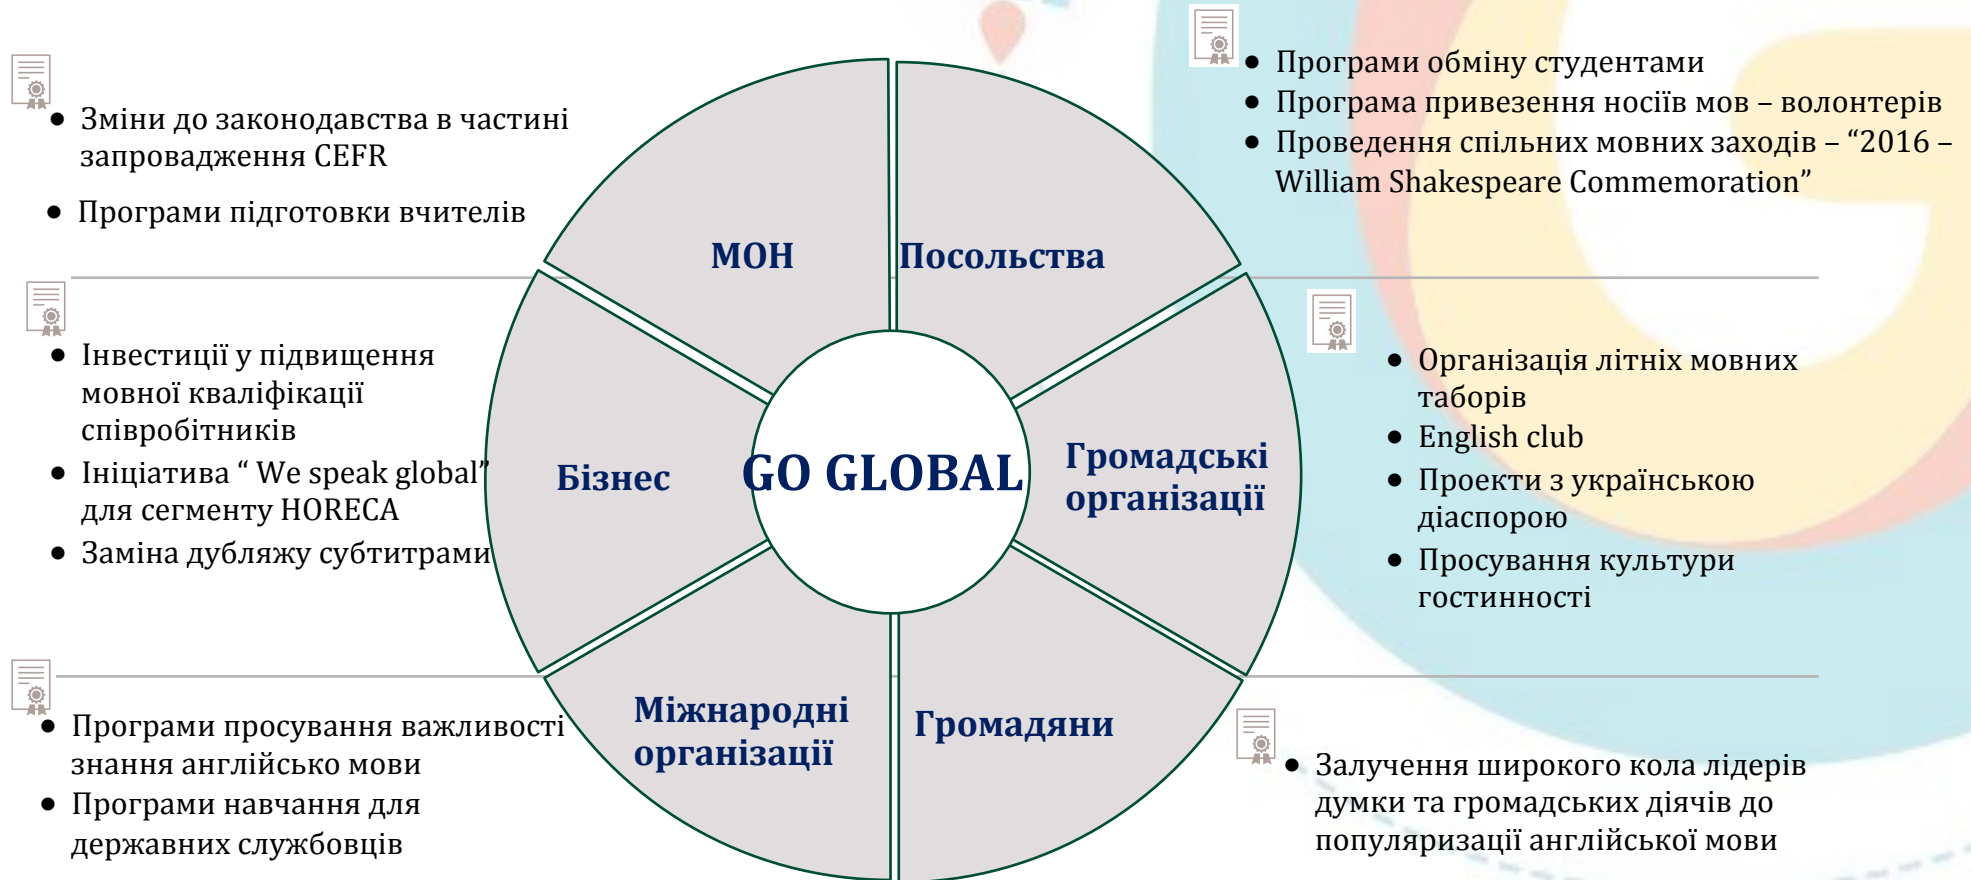 • Зміни до законодавства в частині
запровадження CEFR
• Програми підготовки вчителів
• Програми обміну студентами
• Програма привезення носіїв мов – волонтерів
• Проведення спільних мовних заходів – “2016 –
William Shakespeare Commemoration”
МОН
Посольства
• Інвестиції у підвищення
мовної кваліфікації
співробітників
• Ініціатива “ We speak global”
для сегменту HORECA
• Заміна дубляжу субтитрами
Бізнес
GO GLOBAL
Громадські
організації
• Організація літніх мовних
таборів
• English club
• Проекти з українською
діаспорою
• Просування культури
гостинності
• Програми просування важливості
знання англійсько мови
• Програми навчання для
державних службовців
Міжнародні
організації
Громадяни
• Залучення широкого кола лідерів
думки та громадських діячів до
популяризації англійської мови